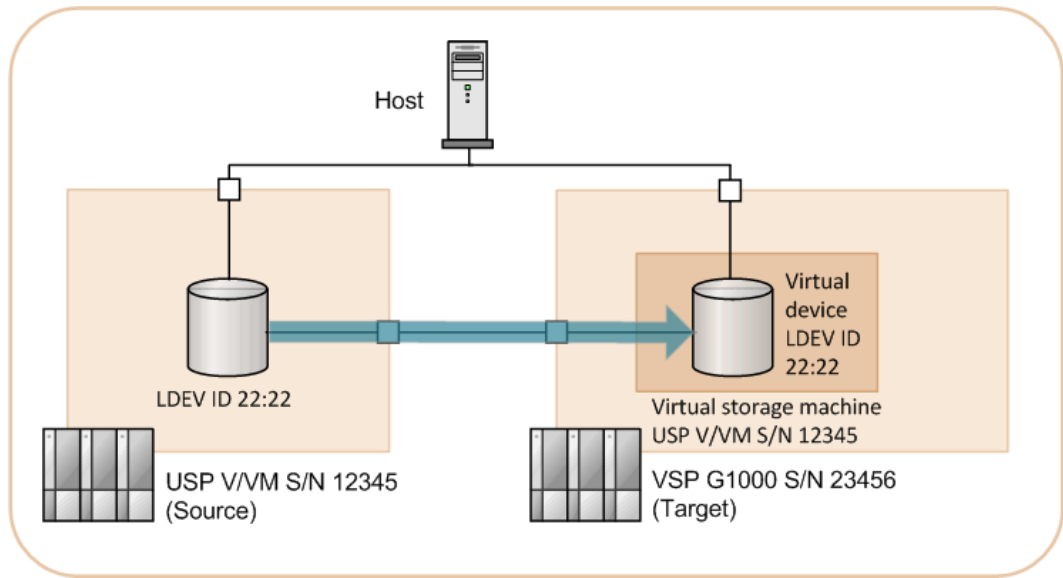 Host
Virtual
device
LDEV ID
22:22
LDEV ID 22:22
Virtual storage machine
USP V/VM S/N 12345
USP V/VM S/N 12345
(Source)
VSP G1000 S/N 23456
(Target)